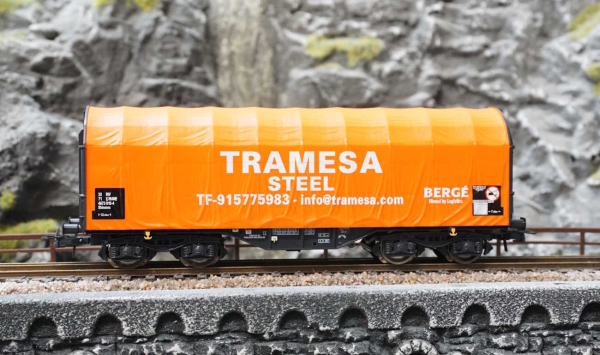 TRAMESA
STEEL
TF-915775983 - info@tramesa.com
BERGÉ